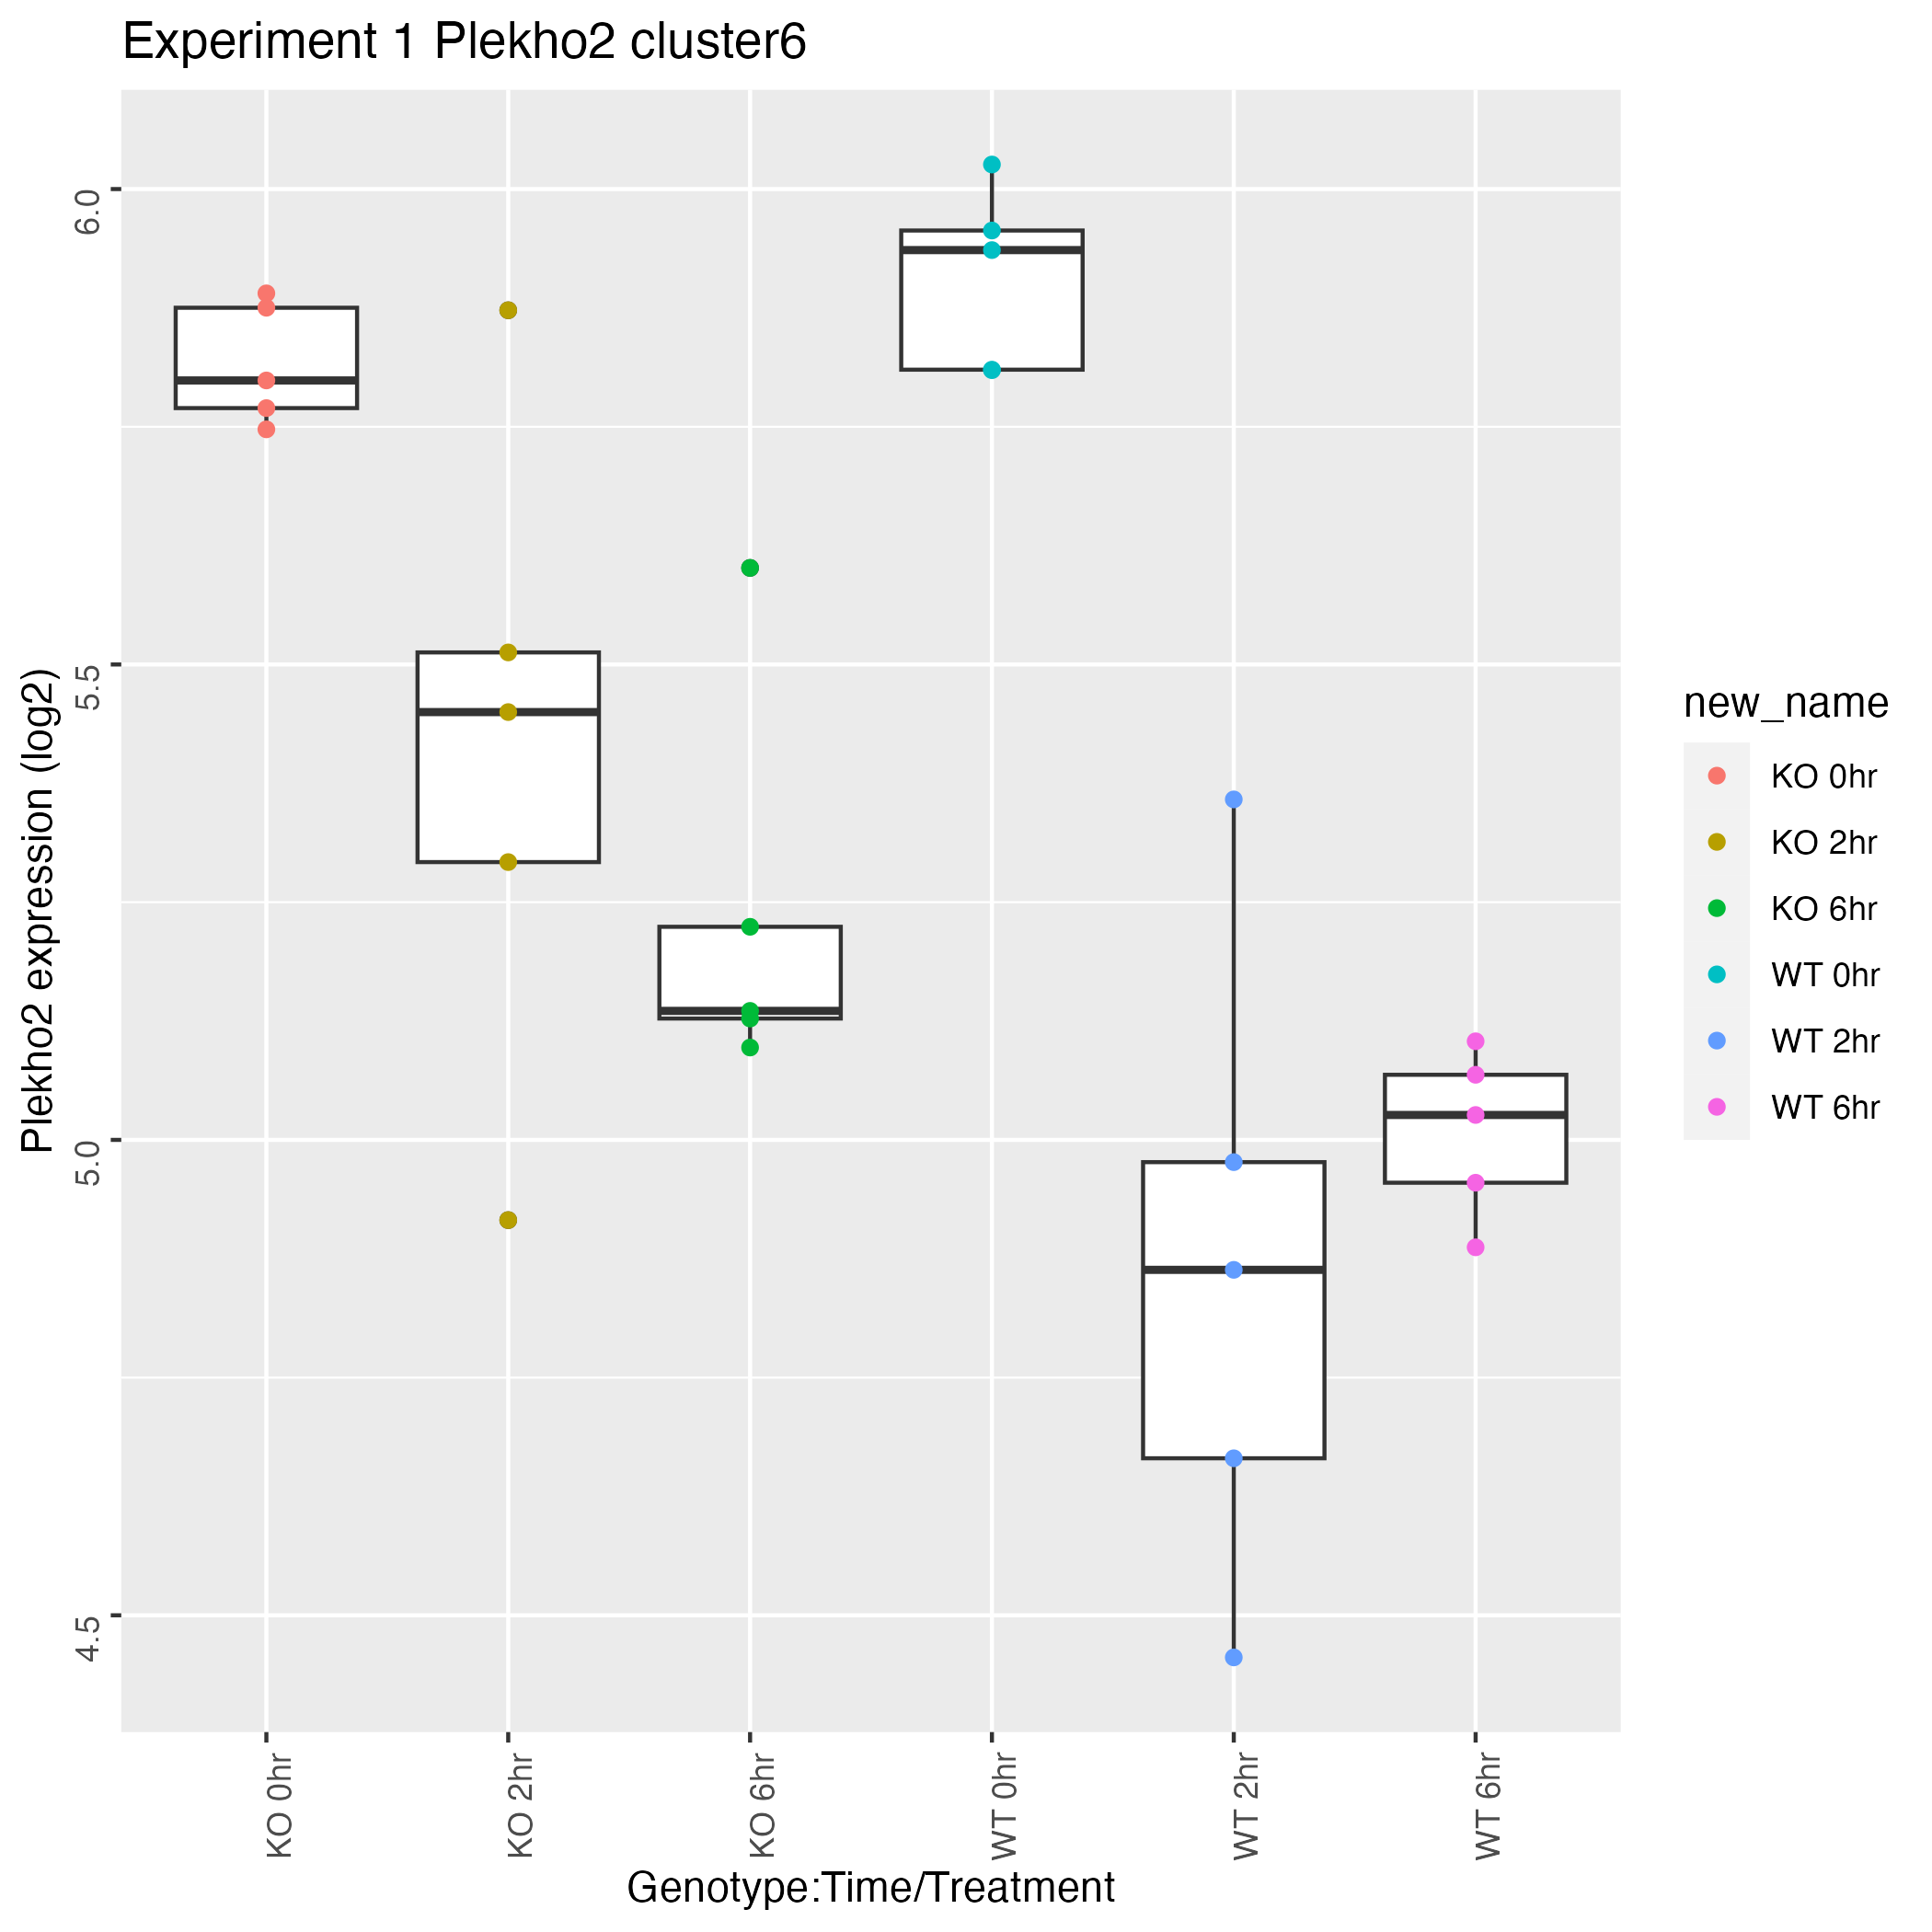 Experiment 1 Plekho2 cluster6
Plekho2 expression (log2)
6.0
5.5
5.0
4.5
KO 0hr
KO 2hr
KO 6hr
WT 0hr
WT 2hr
WT 6hr
Genotype:Time/Treatment
new_name
KO 0hr
KO 2hr
KO 6hr
WT 0hr
WT 2hr
WT 6hr